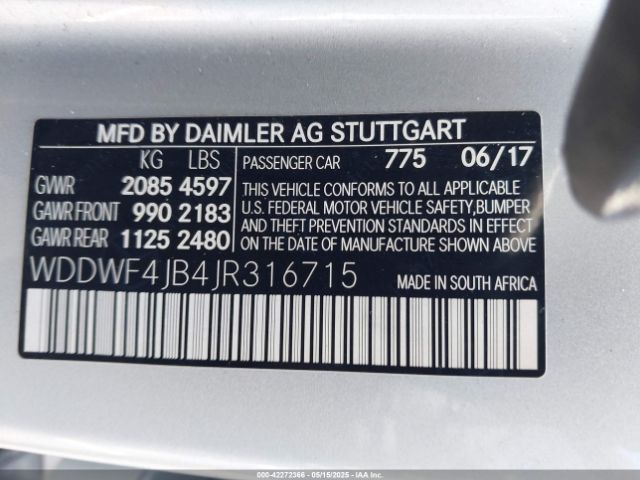 MFD BY DAIMLER AG STUTTGART
KG LBS PASSENGER CAR 775 06/17
GWR 2085 4597
GAWR FRONT 990 2183
GAWR REAR 1125 2480
THIS VEHICLE CONFORMS TO ALL APPLICABLE
U.S. FEDERAL MOTOR VEHICLE SAFETY,BUMPER
AND THEFT PREVENTION STANDARDS IN EFFECT
ON THE DATE OF MANUFACTURE SHOWN ABOVE.
WDDWF4JB4JR316715
MADE IN SOUTH AFRICA
000-42272366 - 05/15/2025 - IAA Inc.